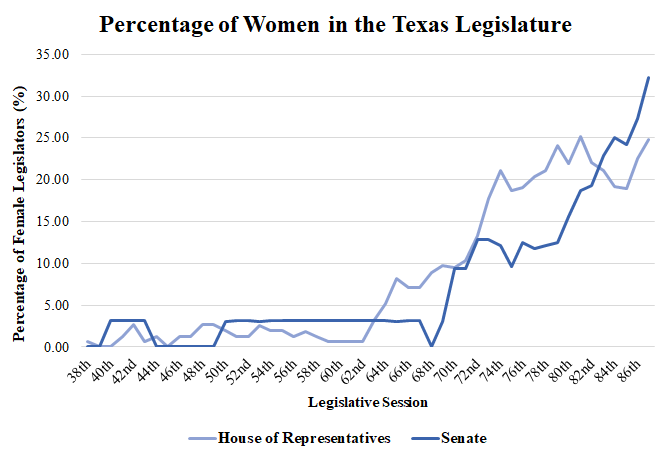 Percentage of Women in the Texas Legislature
Percentage of Female Legislators (%)
35.00
30.00
25.00
20.00
15.00
10.00
5.00
0.00
38th
40th
42nd
44th
46th
48th
50th
52nd
54th
56th
58th
60th
62nd
64th
66th
68th
70th
72nd
74th
76th
78th
80th
82nd
84th
86th
Legislative Session
House of Representatives
Senate